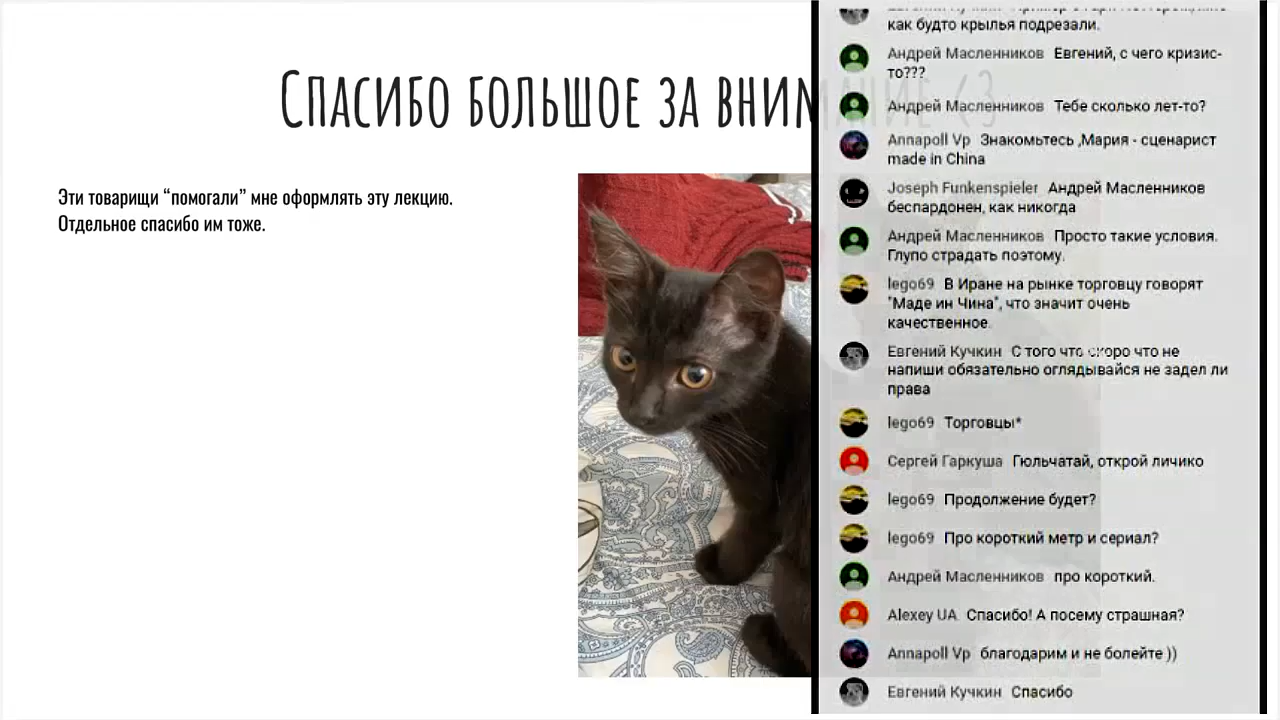 Спасибо большое за внимание <3
Эти товарищи “помогали” мне оформлять эту лекцию.
Отдельное спасибо им тоже.
как будто крылья подрезали.
Андрей Масленников Евгений, с чего кризис-
то???
Андрей Масленников Тебе сколько лет-то?
Annapoll Vp Знакомьтесь ,Мария - сценарист
made in China
Joseph Funkenspieler Андрей Масленников
беспардонен, как никогда
Андрей Масленников Просто такие условия.
Глупо страдать поэтому.
lego69 В Иране на рынке торговцу говорят
"Маде ин Чина", что значит очень
качественное.
Евгений Кучкин С того что скоро что не
напиши обязательно оглядывайся не задел ли
права
lego69 Торговцы*
Сергей Гаркуша Гюльчатай, открой личико
lego69 Продолжение будет?
lego69 Про короткий метр и сериал?
Андрей Масленников про короткий.
Alexey UA Спасибо! А посему страшная?
Annapoll Vp благодарим и не болейте ))
Евгений Кучкин Спасибо